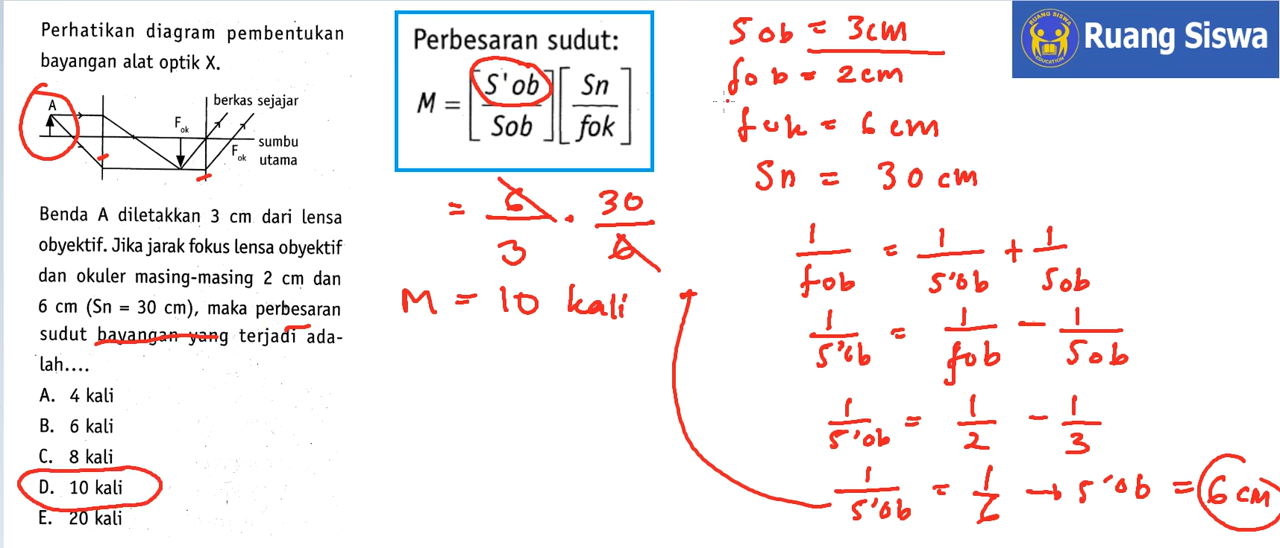 Perhatikan diagram pembentukan
bayangan alat optik X.
A
berkas sejajar
Fok
sumbu
utama
Fok
Benda A diletakkan 3 cm dari lensa
obyektif. Jika jarak fokus lensa obyektif
dan okuler masing-masing 2 cm dan
6 cm (Sn = 30 cm), maka perbesaran
sudut bayangan yang terjadi ada-
lah....
A. 4 kali
B. 6 kali
C. 8 kali
D. 10 kali
E. 20 kali
Perbesaran sudut:
M = [S'ob / Sob] [Sn / fok]
= 6/3 . 30/6
M = 10 kali
Sob = 3cm
fob = 2cm
fok = 6 cm
Sn = 30 cm
1/fob = 1/S'ob + 1/Sob
1/S'ob = 1/fob - 1/Sob
1/S'ob = 1/2 - 1/3
1/S'ob = 1/6 → S'ob = 6 cm
RUANG SISWA
EDUCATION
Ruang Siswa